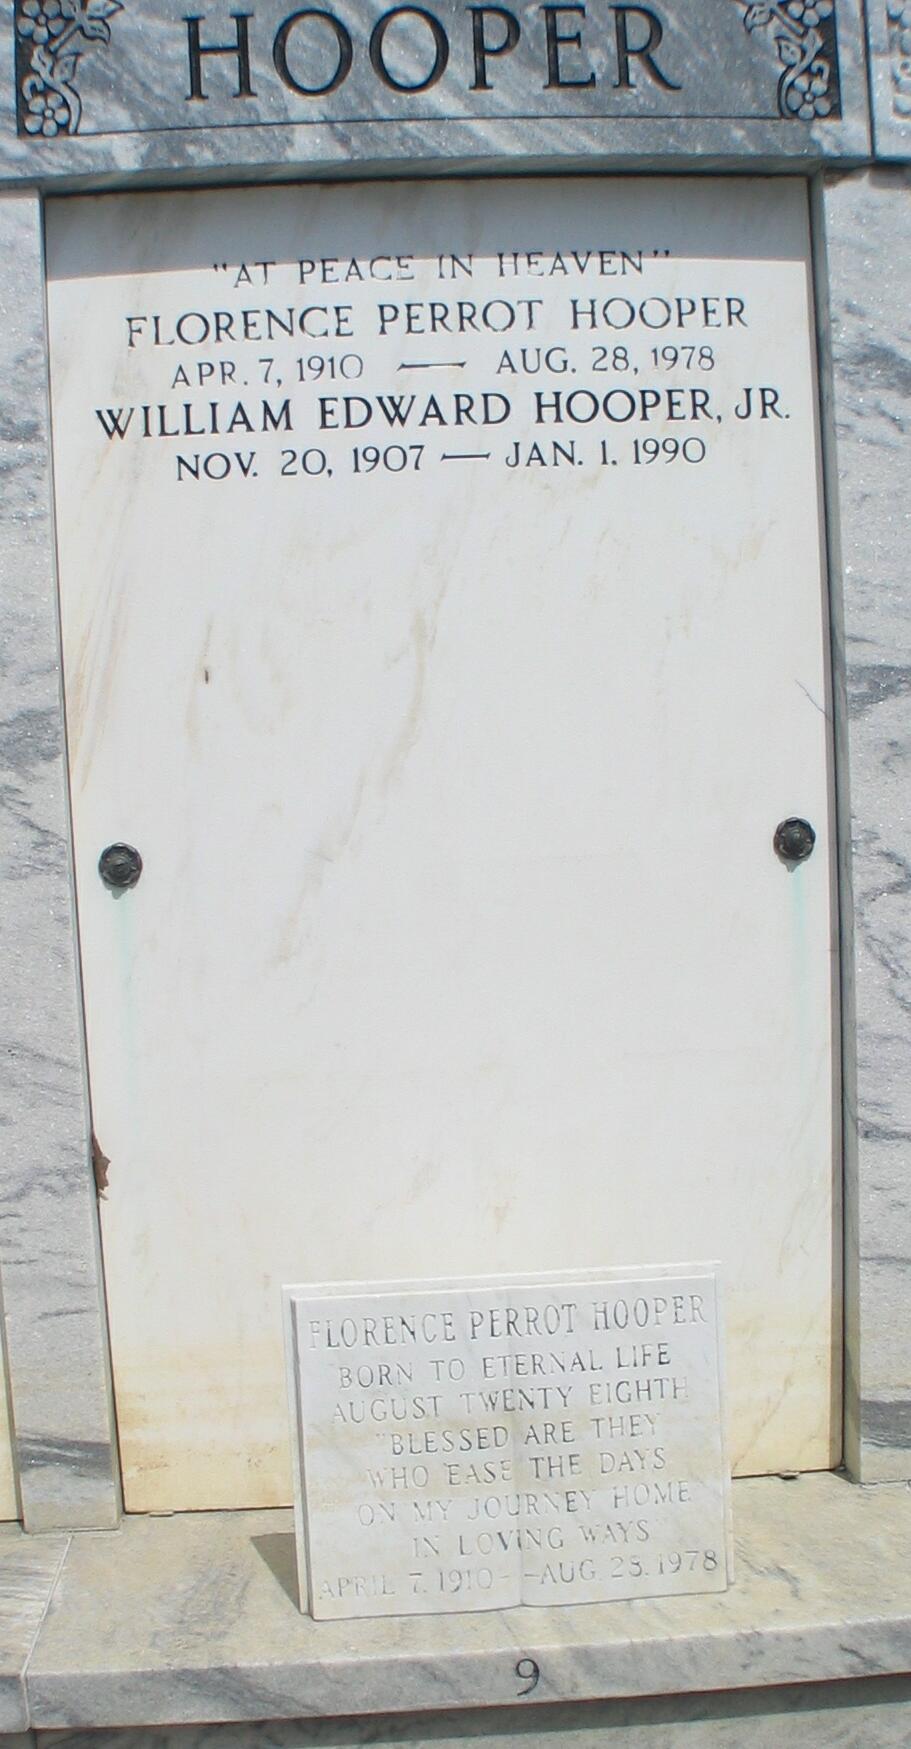 HOOPER
"AT PEACE IN HEAVEN"
FLORENCE PERROT HOOPER
APR. 7, 1910 — AUG. 28, 1978
WILLIAM EDWARD HOOPER, JR.
NOV. 20, 1907 — JAN. 1. 1990
FLORENCE PERROT HOOPER
BORN TO ETERNAL LIFE
AUGUST TWENTY EIGHTH
"BLESSED ARE THEY
WHO EASE THE DAYS
ON MY JOURNEY HOME
IN LOVING WAYS"
APRIL 7. 1910--AUG. 28. 1978
9